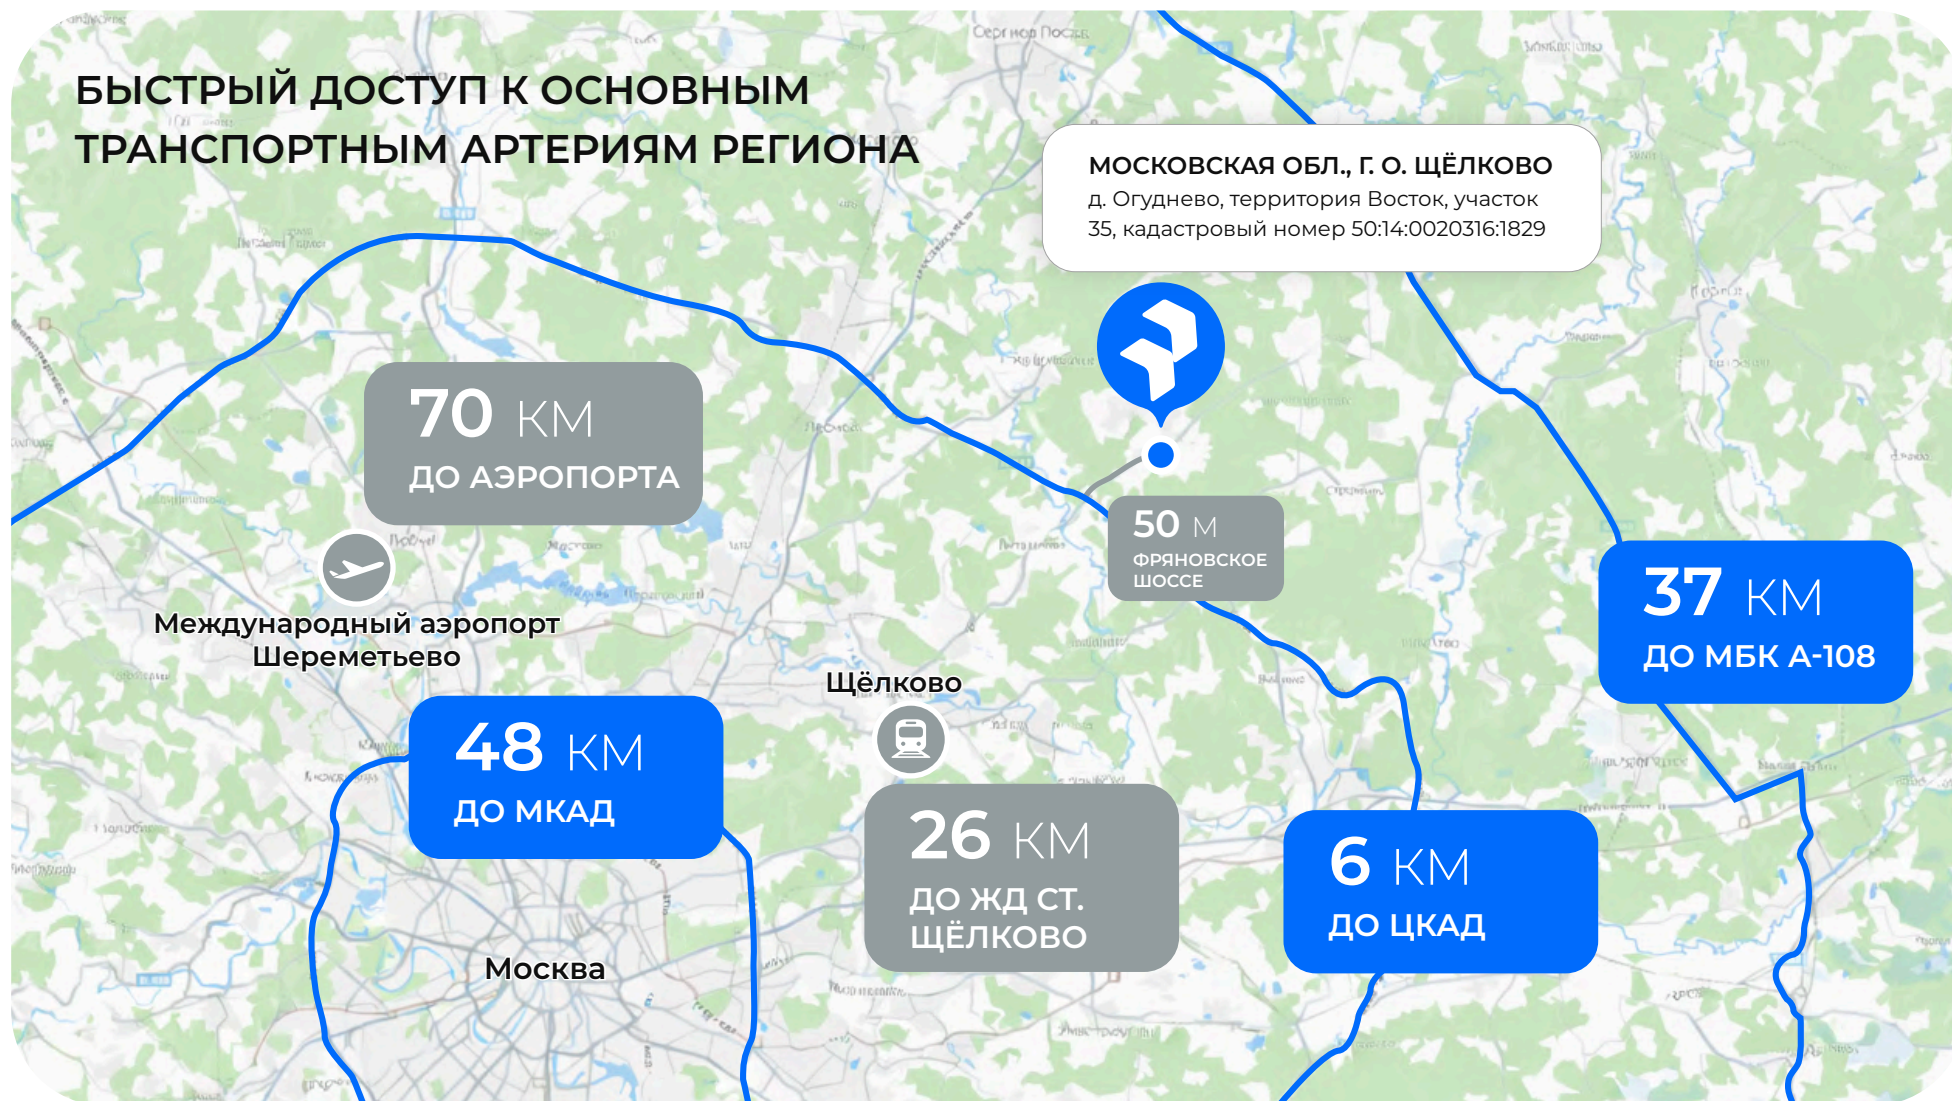 БЫСТРЫЙ ДОСТУП К ОСНОВНЫМ
ТРАНСПОРТНЫМ АРТЕРИЯМ РЕГИОНА
МОСКОВСКАЯ ОБЛ., Г. О. ЩЁЛКОВО
д. Огуднево, территория Восток, участок
35, кадастровый номер 50:14:0020316:1829
70 КМ
ДО АЭРОПОРТА
50 М
ФРЯНОВСКОЕ
ШОССЕ
37 КМ
ДО МБК А-108
Международный аэропорт
Шереметьево
Щёлково
48 КМ
ДО МКАД
26 КМ
ДО ЖД СТ.
ЩЁЛКОВО
6 КМ
ДО ЦКАД
Москва